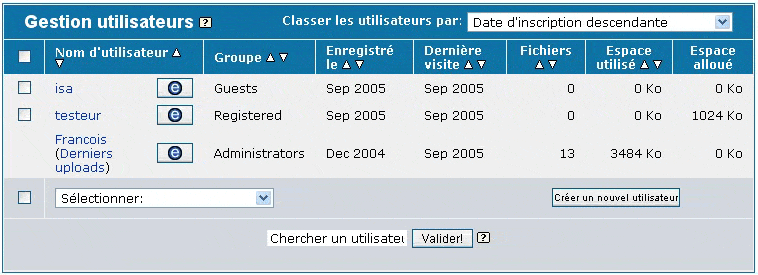 Gestion utilisateurs ? Classer les utilisateurs par: Date d'inscription descendante
Nom d'utilisateur ▲ ▼ Groupe ▲ ▼ Enregistré le ▲ ▼ Dernière visite ▲ ▼ Fichiers ▲ ▼ Espace utilisé ▲ ▼ Espace alloué
isa e Guests Sep 2005 Sep 2005 0 0 Ko 0 Ko
testeur e Registered Sep 2005 Sep 2005 0 0 Ko 1024 Ko
Francois (Derniers uploads) e Administrators Dec 2004 Sep 2005 13 3484 Ko 0 Ko
Sélectionner: Créer un nouvel utilisateur
Chercher un utilisateu Valider! ?